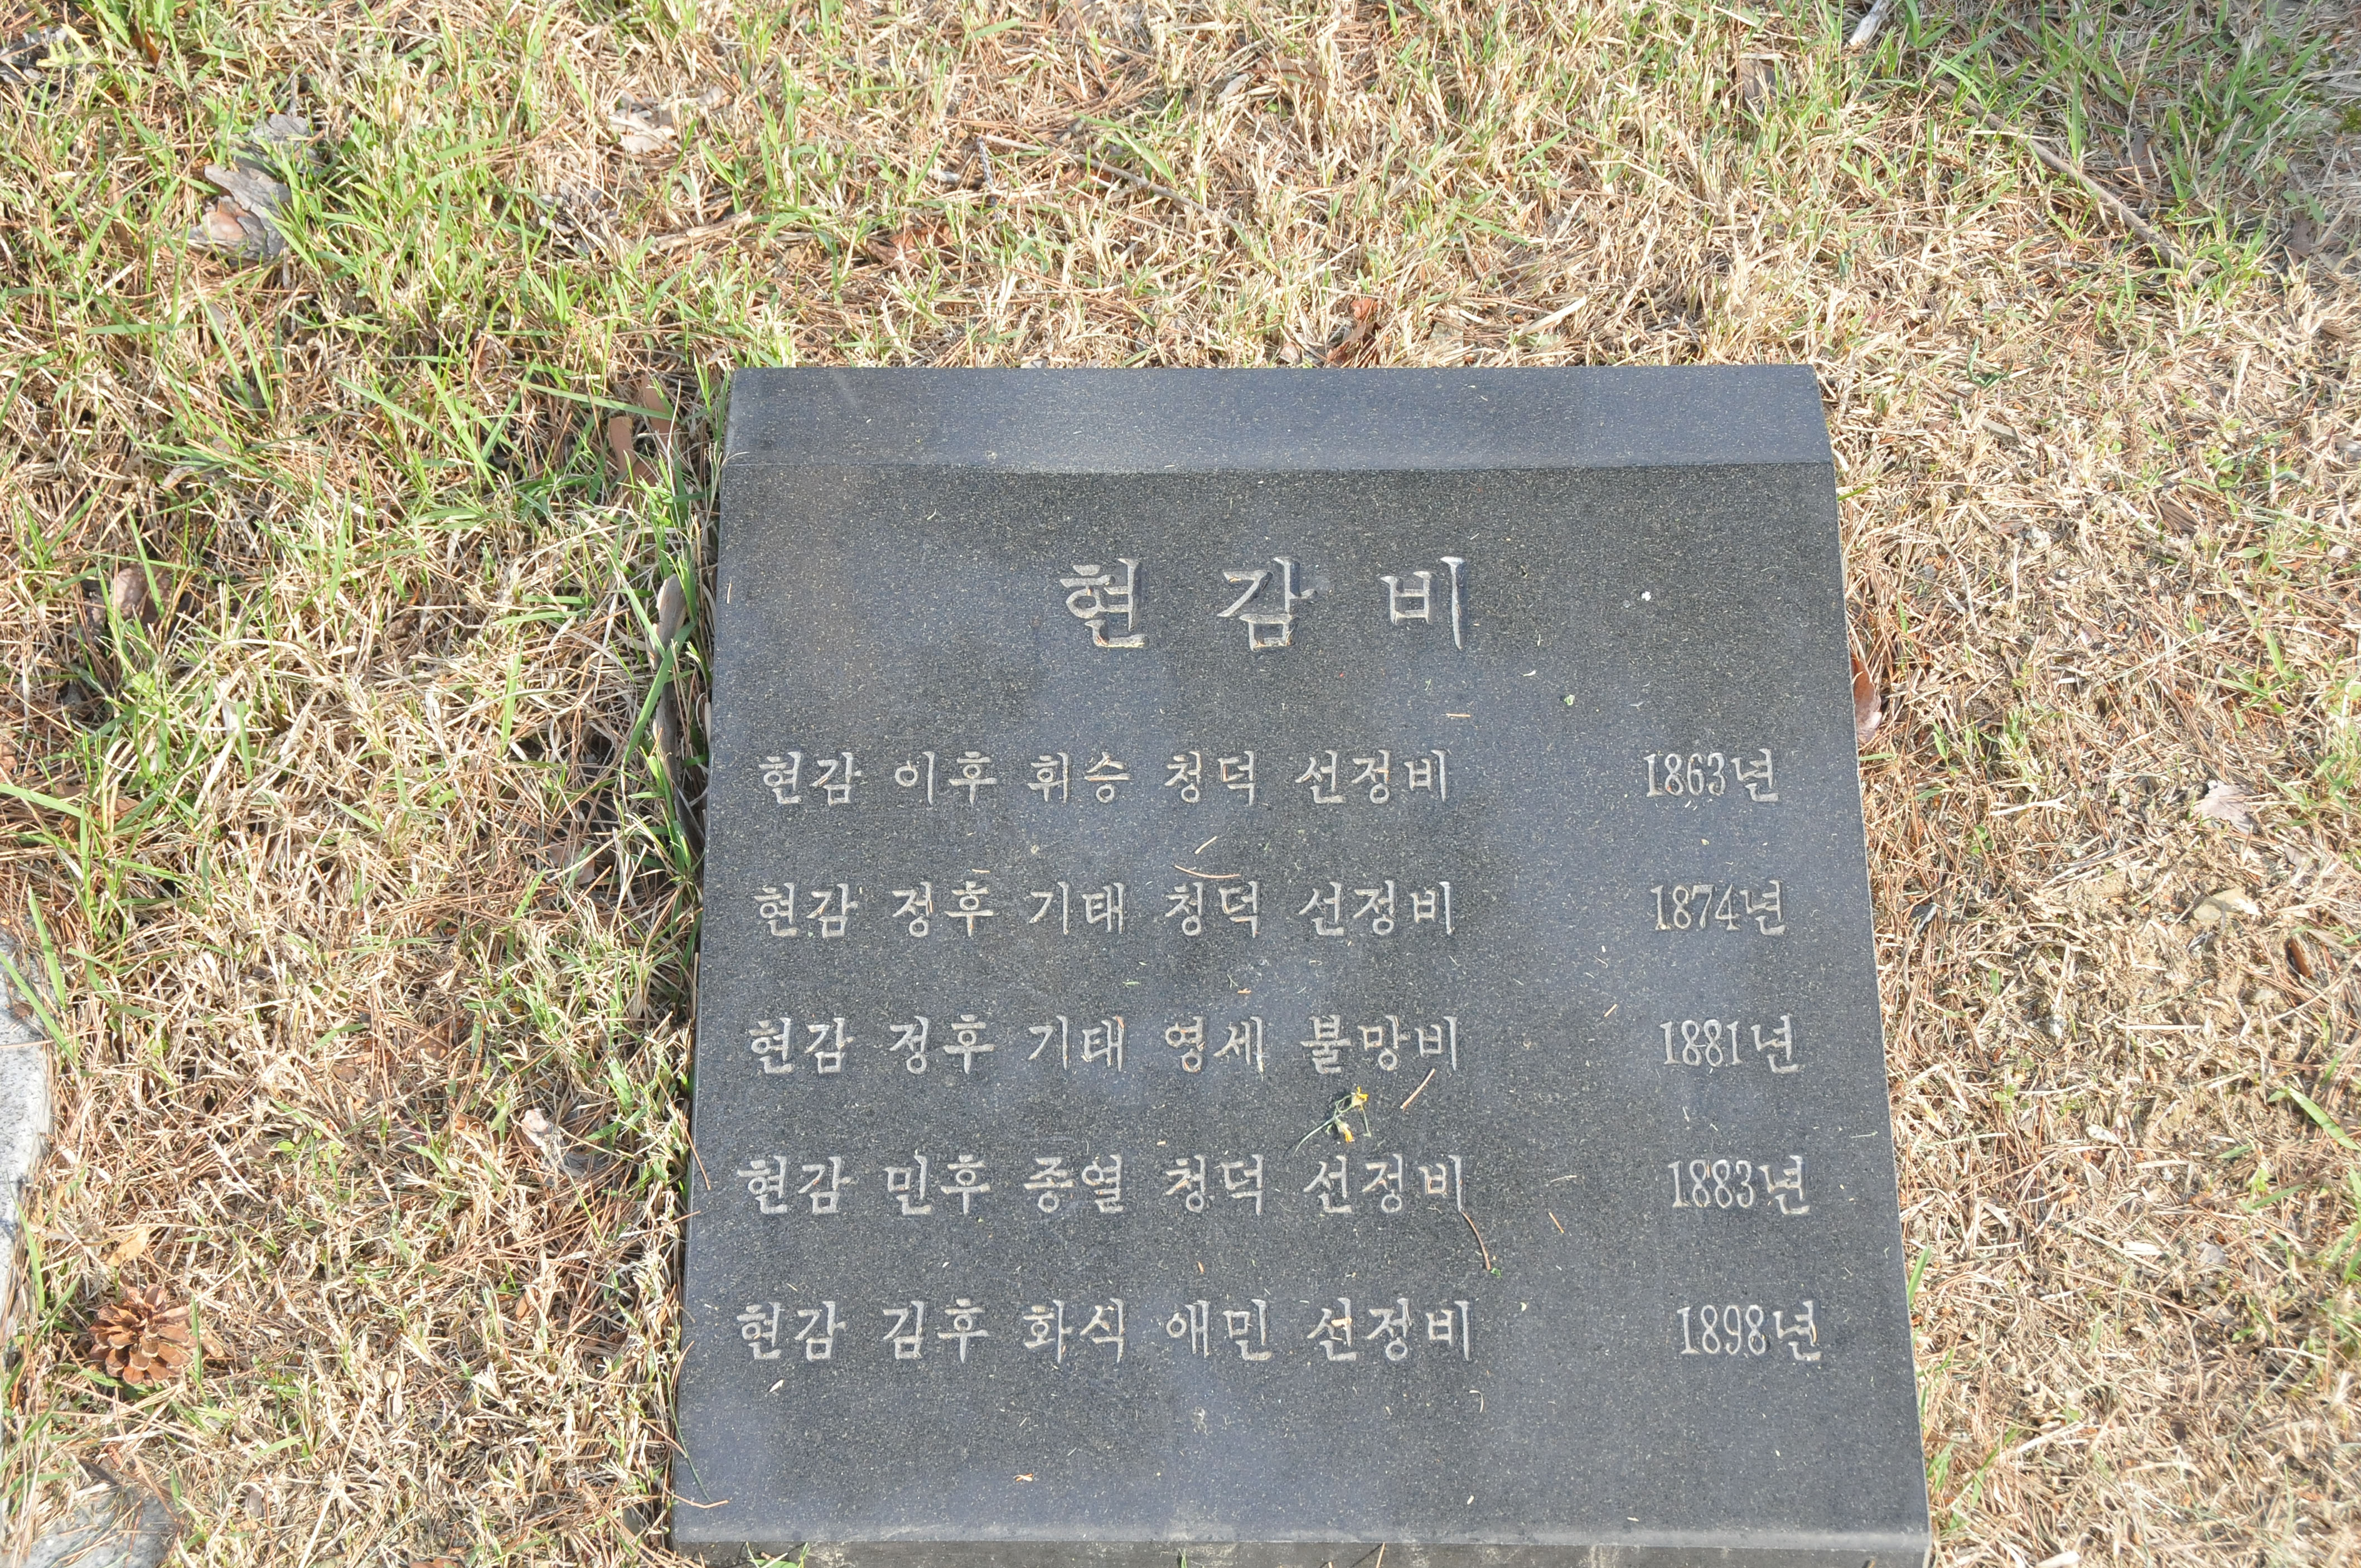 현감비
현감 이후 휘승 청덕 선정비 1863년
현감 정후 기태 청덕 선정비 1874년
현감 정후 기태 영세 불망비 1881년
현감 민후 종열 청덕 선정비 1883년
현감 김후 화식 애민 선정비 1898년